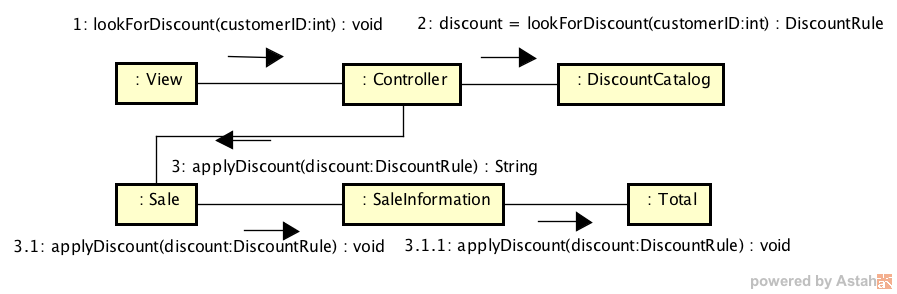 1: lookForDiscount(customerID:int) : void
2: discount = lookForDiscount(customerID:int) : DiscountRule
: View
: Controller
: DiscountCatalog
3: applyDiscount(discount:DiscountRule) : String
: Sale
: SaleInformation
: Total
3.1: applyDiscount(discount:DiscountRule) : void
3.1.1: applyDiscount(discount:DiscountRule) : void
powered by Astah